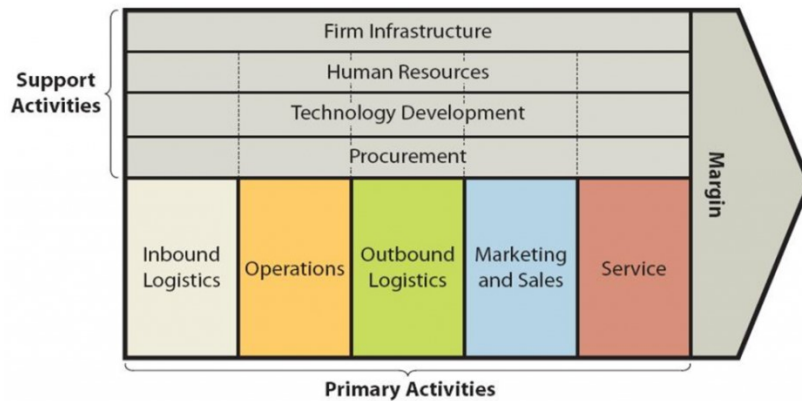 Support
Activities
Firm Infrastructure
Human Resources
Technology Development
Procurement
Inbound
Logistics
Operations
Outbound
Logistics
Marketing
and Sales
Service
Margin
Primary Activities